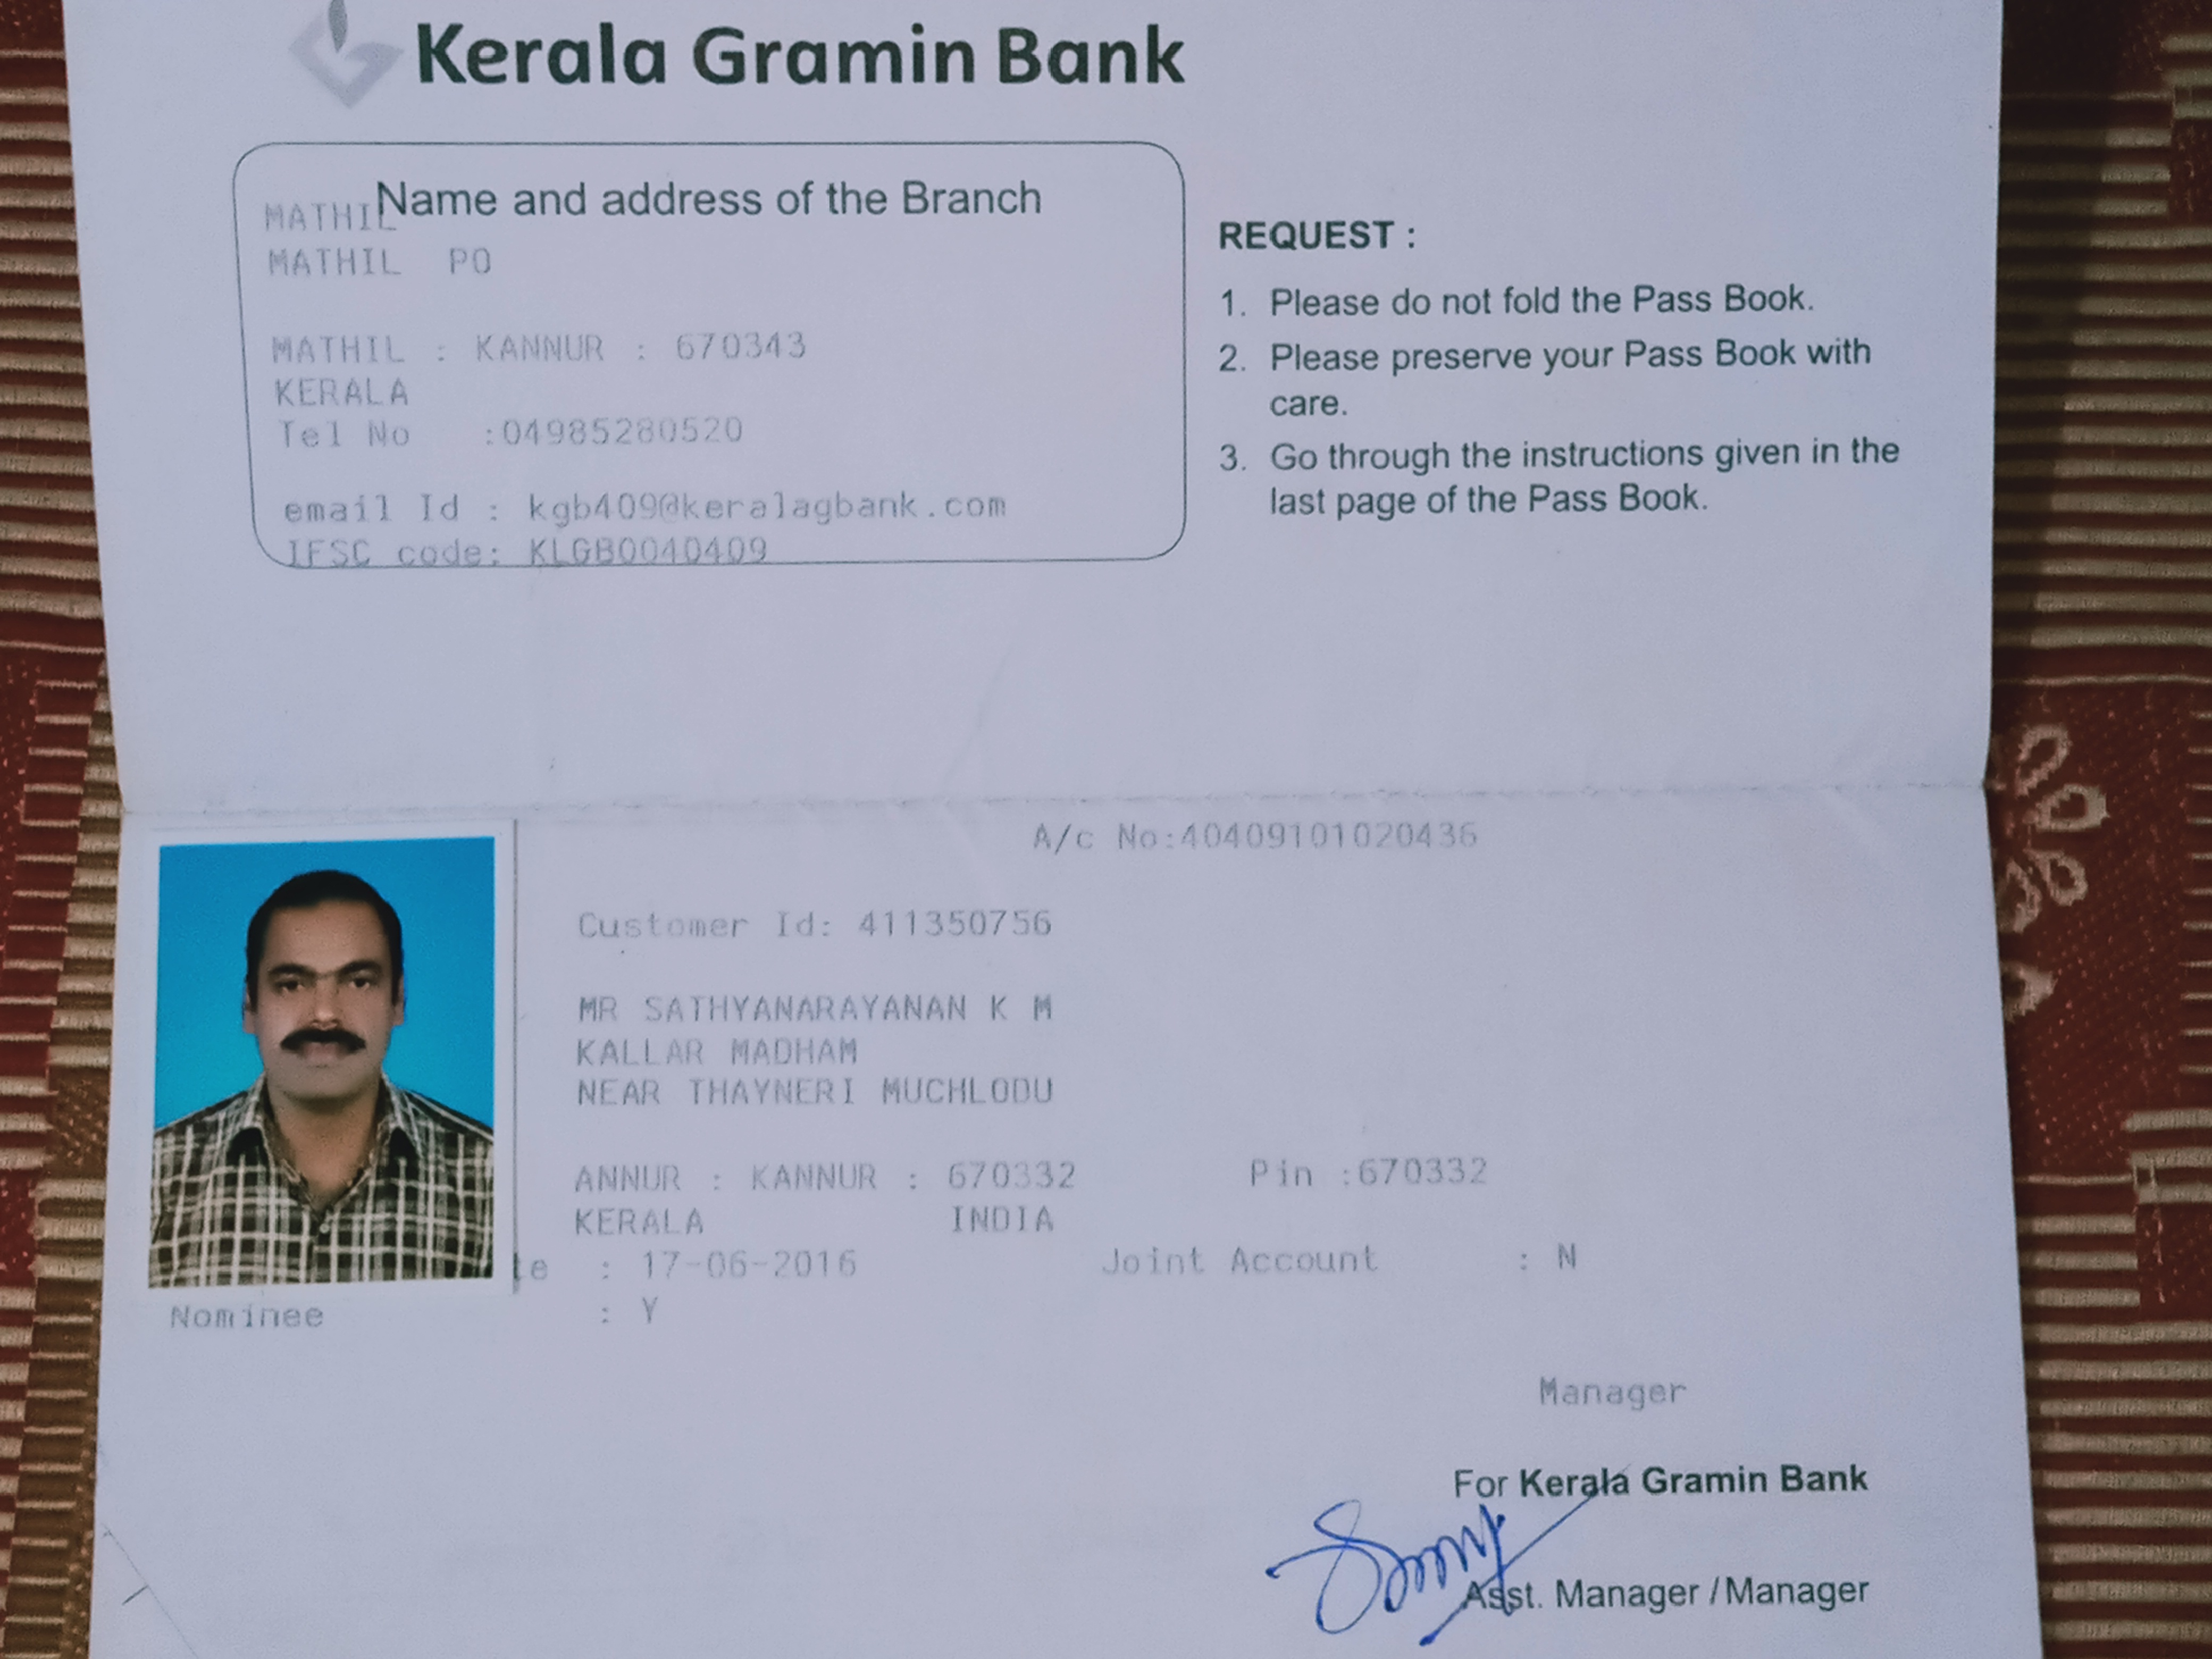 Kerala Gramin Bank
Name and address of the Branch
MATHIL
MATHIL PO
MATHIL : KANNUR : 670343
KERALA
Tel No :04985280520
email Id : kgb409@keralagbank.com
IFSC code: KLGB0040409
REQUEST :
1. Please do not fold the Pass Book.
2. Please preserve your Pass Book with
care.
3. Go through the instructions given in the
last page of the Pass Book.
A/c No:40409101020436
Customer Id: 411350756
MR SATHYANARAYANAN K M
KALLAR MADHAM
NEAR THAYNERI MUCHLODU
ANNUR : KANNUR : 670332 Pin :670332
KERALA INDIA
te : 17-06-2016 Joint Account : N
Nominee : Y
Manager
For Kerala Gramin Bank
Asst. Manager / Manager